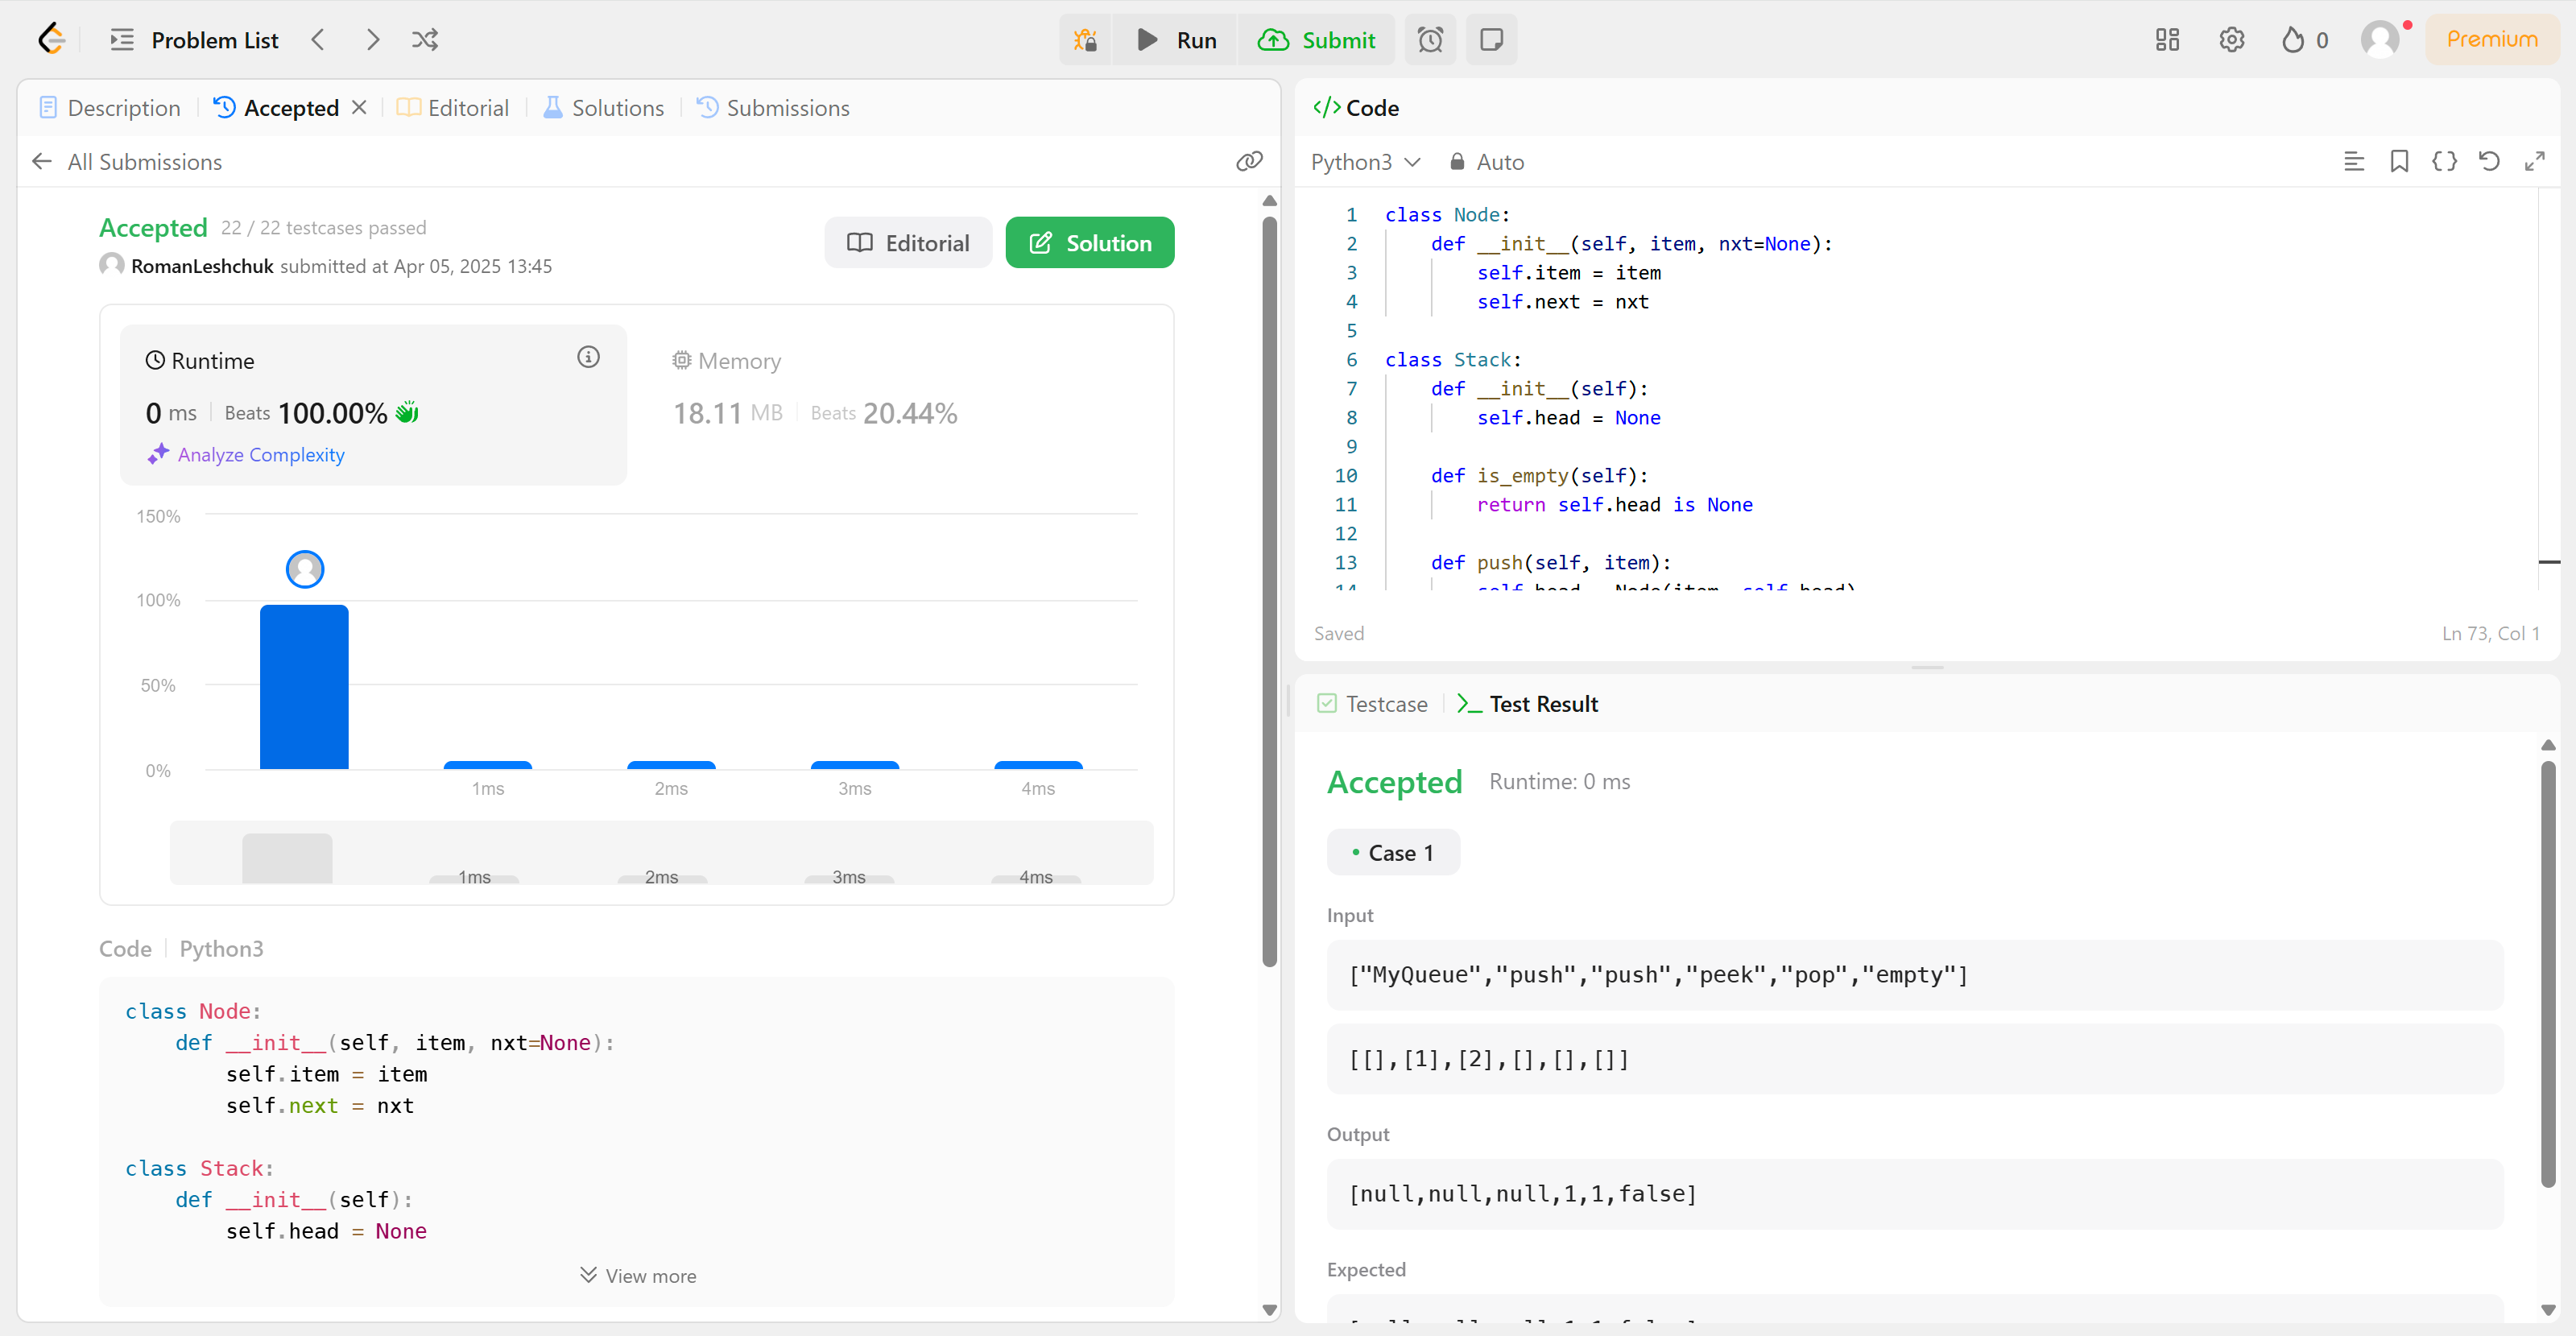 Problem List
Run
Submit
0
Premium
Description
Accepted
Editorial
Solutions
Submissions
All Submissions
Accepted 22 / 22 testcases passed
RomanLeshchuk submitted at Apr 05, 2025 13:45
Editorial
Solution
Runtime
0 ms Beats 100.00%
Analyze Complexity
Memory
18.11 MB Beats 20.44%
150%
100%
50%
0%
1ms 2ms 3ms 4ms
1ms 2ms 3ms 4ms
Code Python3
class Node:
    def __init__(self, item, nxt=None):
        self.item = item
        self.next = nxt
class Stack:
    def __init__(self):
        self.head = None
View more
Code
Python3 Auto
1 class Node:
2     def __init__(self, item, nxt=None):
3         self.item = item
4         self.next = nxt
5
6 class Stack:
7     def __init__(self):
8         self.head = None
9
10     def is_empty(self):
11         return self.head is None
12
13     def push(self, item):
14         self.head = Node(item, self.head)
Saved
Ln 73, Col 1
Testcase
Test Result
Accepted Runtime: 0 ms
Case 1
Input
["MyQueue","push","push","peek","pop","empty"]
[[],[1],[2],[],[],[]]
Output
[null,null,null,1,1,false]
Expected